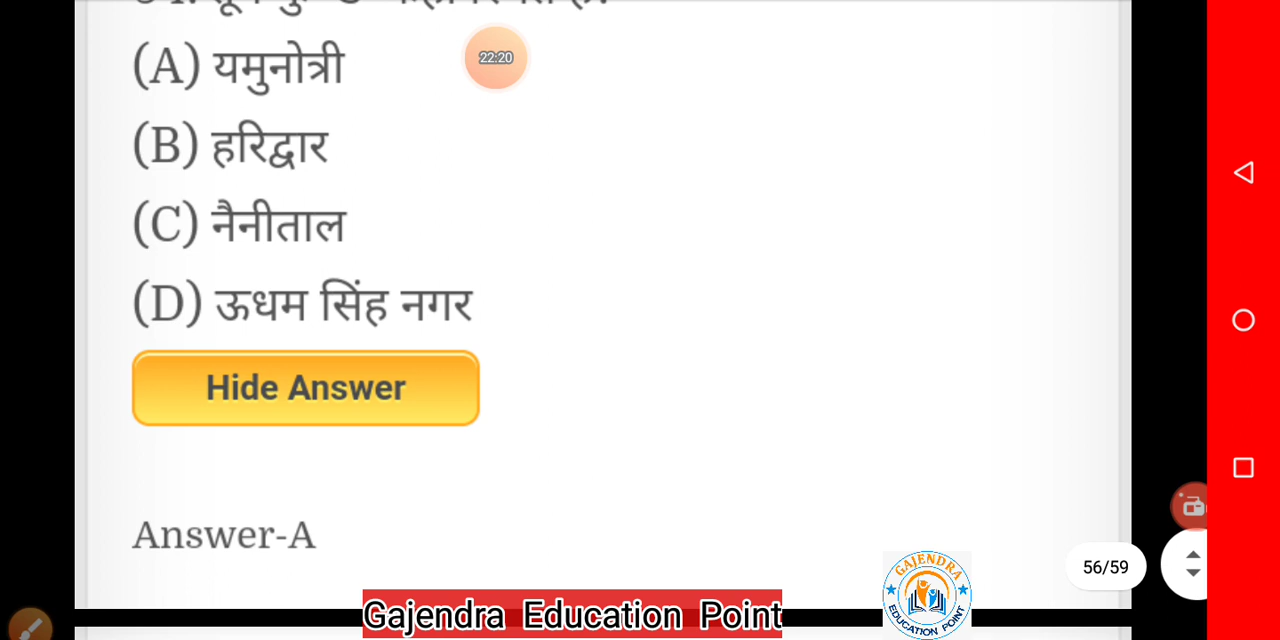 (A) यमुनोत्री
22:20
(B) हरिद्वार
(C) नैनीताल
(D) ऊधम सिंह नगर
Hide Answer
Answer-A
56/59
Gajendra Education Point
GAJENDRA
EDUCATION POINT